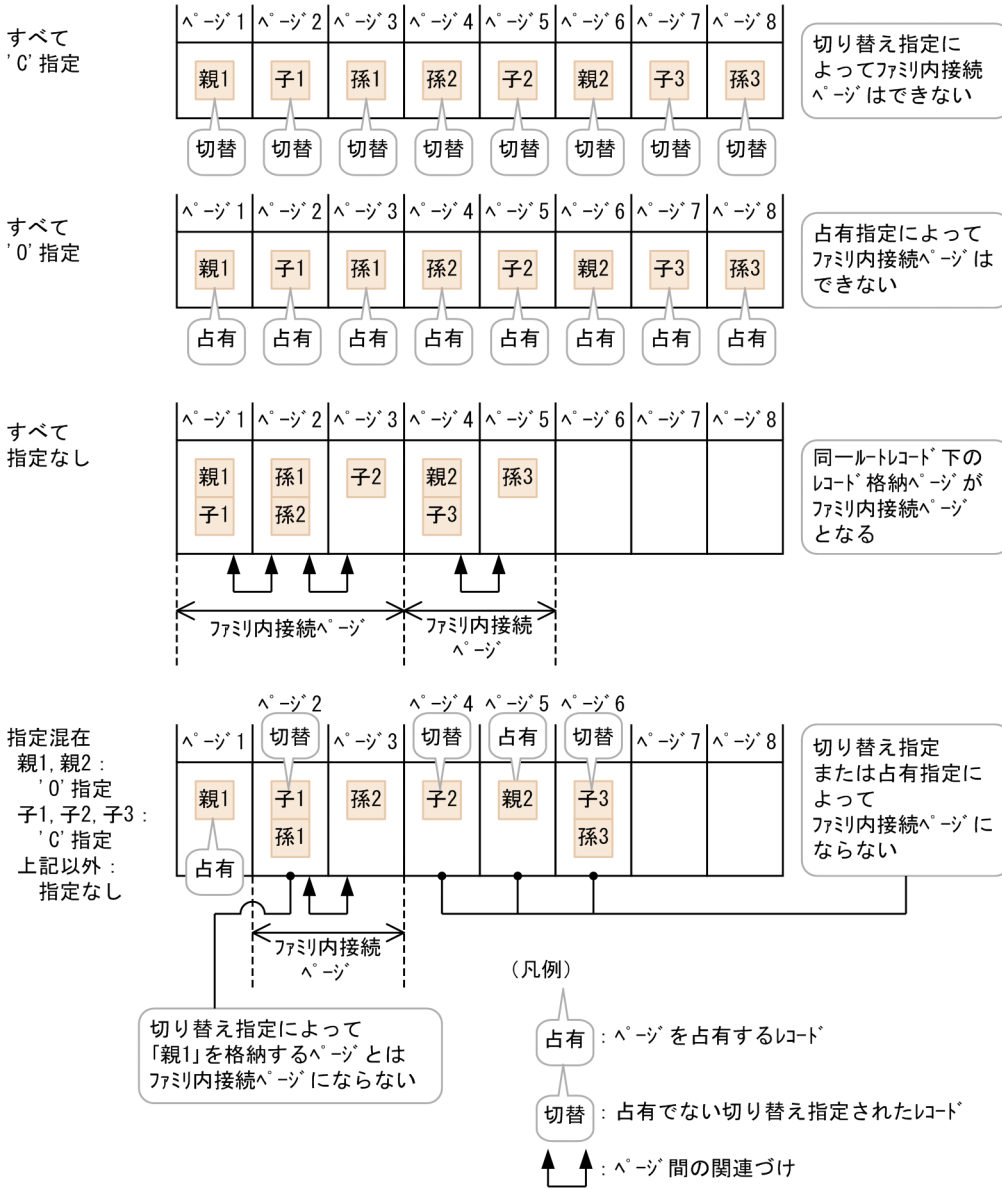 すべて
'C'指定
ﾍﾟｰｼﾞ1 ﾍﾟｰｼﾞ2 ﾍﾟｰｼﾞ3 ﾍﾟｰｼﾞ4 ﾍﾟｰｼﾞ5 ﾍﾟｰｼﾞ6 ﾍﾟｰｼﾞ7 ﾍﾟｰｼﾞ8
親1 子1 孫1 孫2 子2 親2 子3 孫3
切替 切替 切替 切替 切替 切替 切替 切替
切り替え指定に
よってﾌｧﾐﾘ内接続
ﾍﾟｰｼﾞはできない
すべて
'O'指定
ﾍﾟｰｼﾞ1 ﾍﾟｰｼﾞ2 ﾍﾟｰｼﾞ3 ﾍﾟｰｼﾞ4 ﾍﾟｰｼﾞ5 ﾍﾟｰｼﾞ6 ﾍﾟｰｼﾞ7 ﾍﾟｰｼﾞ8
親1 子1 孫1 孫2 子2 親2 子3 孫3
占有 占有 占有 占有 占有 占有 占有 占有
占有指定によって
ﾌｧﾐﾘ内接続ﾍﾟｰｼﾞは
できない
すべて
指定なし
ﾍﾟｰｼﾞ1 ﾍﾟｰｼﾞ2 ﾍﾟｰｼﾞ3 ﾍﾟｰｼﾞ4 ﾍﾟｰｼﾞ5 ﾍﾟｰｼﾞ6 ﾍﾟｰｼﾞ7 ﾍﾟｰｼﾞ8
親1 孫1 子2 親2 孫3
子1 孫2 子3
ﾌｧﾐﾘ内接続ﾍﾟｰｼﾞ
ﾌｧﾐﾘ内接続
ﾍﾟｰｼﾞ
同一ﾙｰﾄﾚｺｰﾄﾞ下の
ﾚｺｰﾄﾞ格納ﾍﾟｰｼﾞが
ﾌｧﾐﾘ内接続ﾍﾟｰｼﾞ
となる
指定混在
親1,親2：
'O'指定
子1,子2,子3：
'C'指定
上記以外：
指定なし
ﾍﾟｰｼﾞ2 ﾍﾟｰｼﾞ4 ﾍﾟｰｼﾞ5 ﾍﾟｰｼﾞ6
ﾍﾟｰｼﾞ1 切替 ﾍﾟｰｼﾞ3 切替 占有 切替 ﾍﾟｰｼﾞ7 ﾍﾟｰｼﾞ8
親1 子1 孫2 子2 親2 子3
孫1 孫3
占有
ﾌｧﾐﾘ内接続
ﾍﾟｰｼﾞ
切り替え指定
または占有指定に
よって
ﾌｧﾐﾘ内接続ﾍﾟｰｼﾞに
ならない
切り替え指定によって
「親1」を格納するﾍﾟｰｼﾞとは
ﾌｧﾐﾘ内接続ﾍﾟｰｼﾞにならない
（凡例）
占有：ﾍﾟｰｼﾞを占有するﾚｺｰﾄﾞ
切替：占有でない切り替え指定されたﾚｺｰﾄﾞ
：ﾍﾟｰｼﾞ間の関連づけ